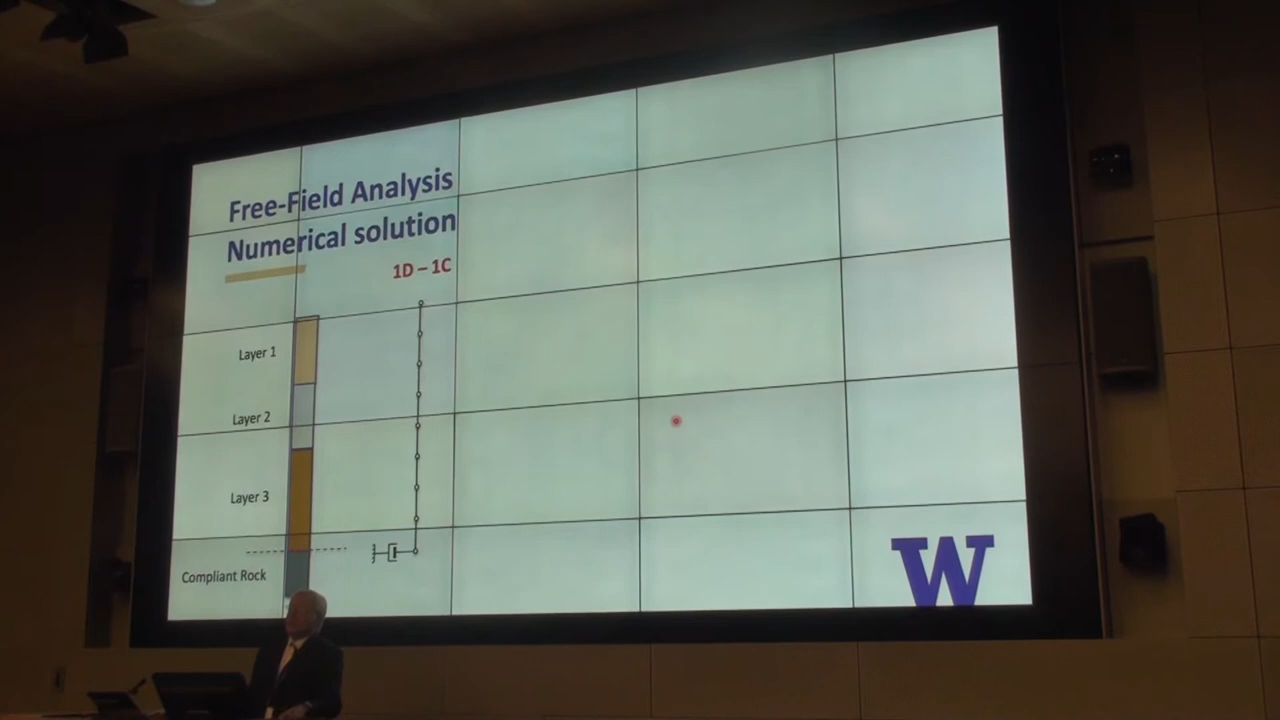 Free-Field Analysis
Numerical solution
1D – 1C
Layer 1
Layer 2
Layer 3
Compliant Rock
W